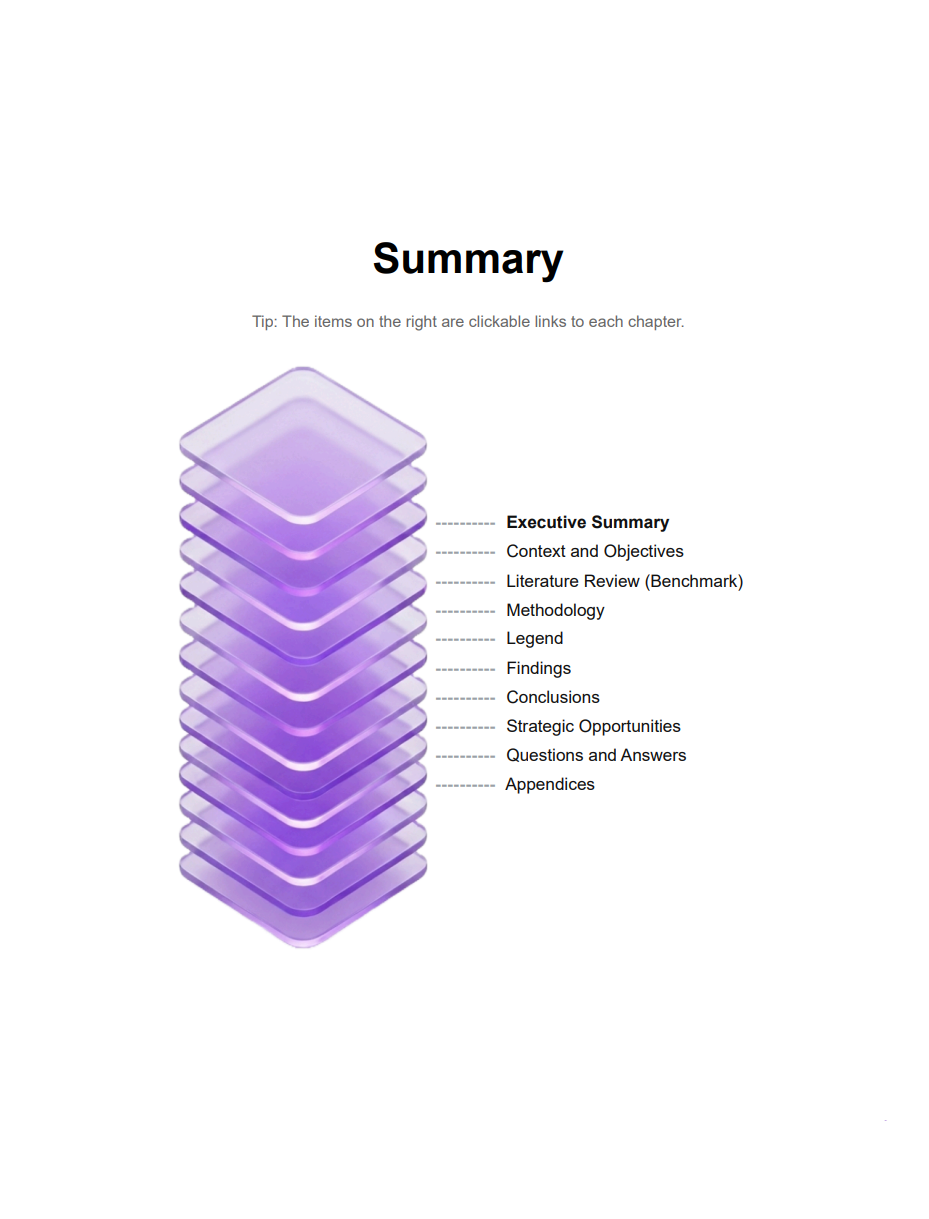 Summary
Tip: The items on the right are clickable links to each chapter.
---------- Executive Summary
---------- Context and Objectives
---------- Literature Review (Benchmark)
---------- Methodology
---------- Legend
---------- Findings
---------- Conclusions
---------- Strategic Opportunities
---------- Questions and Answers
---------- Appendices